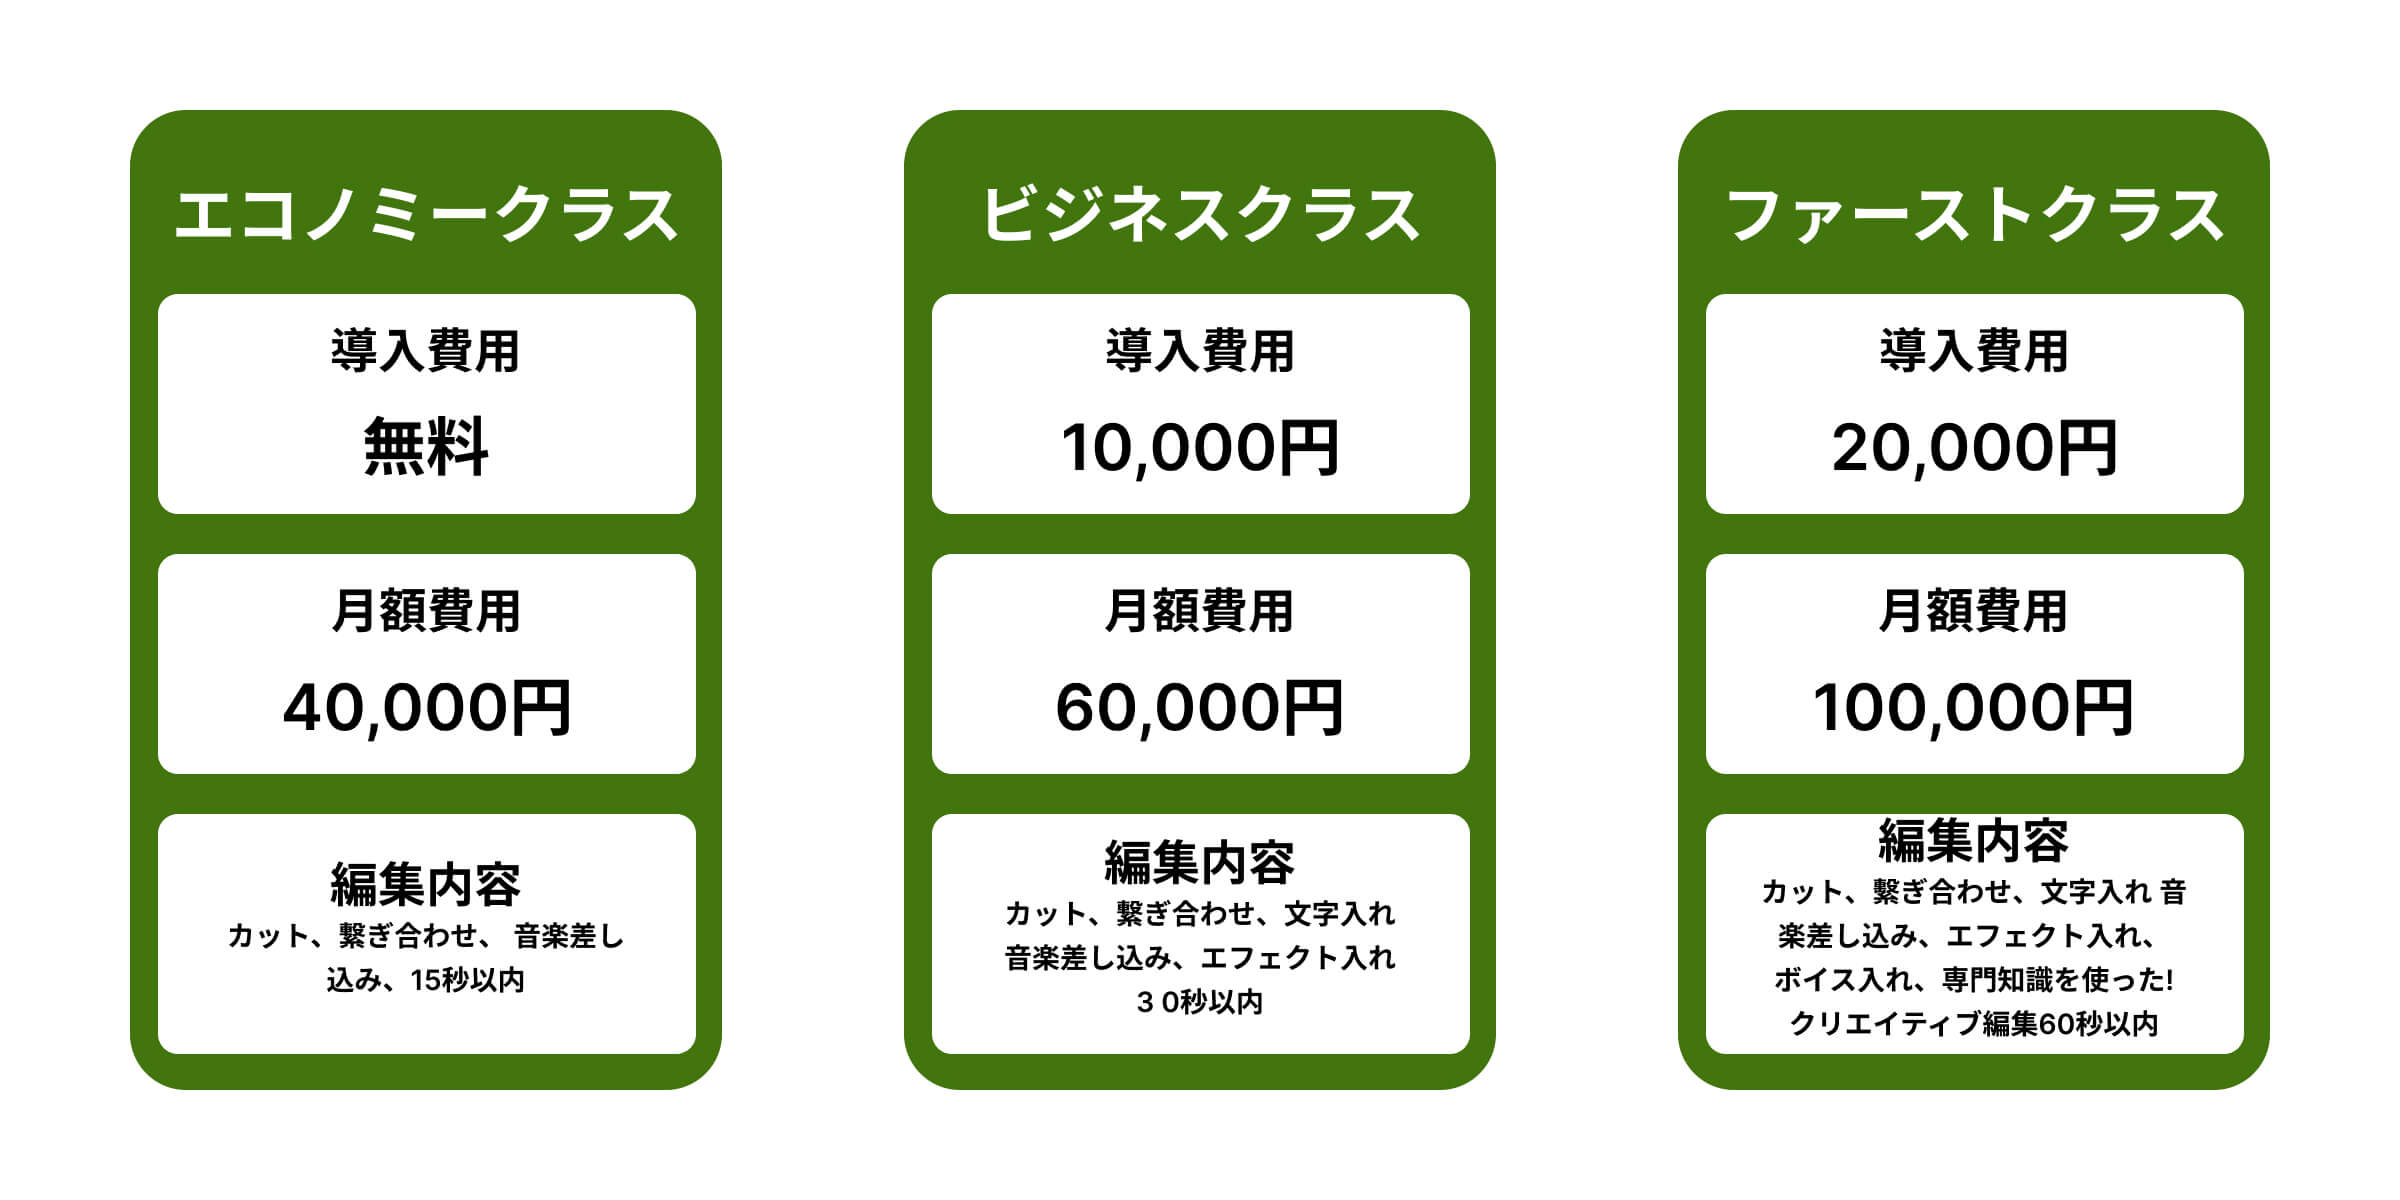 エコノミークラス
導入費用
無料
月額費用
40,000円
編集内容
カット、繋ぎ合わせ、 音楽差し
込み、15秒以内
ビジネスクラス
導入費用
10,000円
月額費用
60,000円
編集内容
カット、繋ぎ合わせ、文字入れ
音楽差し込み、エフェクト入れ
３0秒以内
ファーストクラス
導入費用
20,000円
月額費用
100,000円
編集内容
カット、繋ぎ合わせ、文字入れ 音
楽差し込み、エフェクト入れ、
ボイス入れ、専門知識を使った!
クリエイティブ編集60秒以内